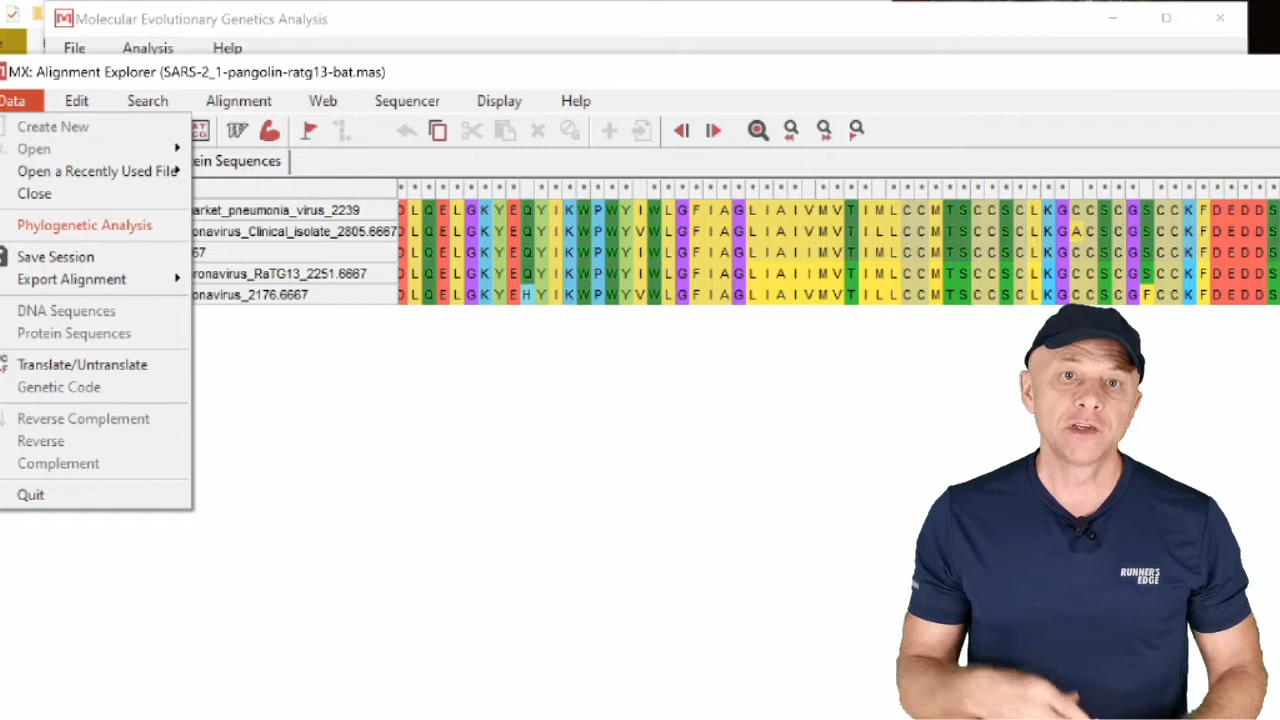 Molecular Evolutionary Genetics Analysis
File Analysis Help
MX: Alignment Explorer (SARS-2_1-pangolin-ratg13-bat.mas)
Data Edit Search Alignment Web Sequencer Display Help
Create New
Open
Open a Recently Used File
Close
Phylogenetic Analysis
Save Session
Export Alignment
DNA Sequences
Protein Sequences
Translate/Untranslate
Genetic Code
Reverse Complement
Reverse
Complement
Quit
ein Sequences
arket_pneumonia_virus_2239
onavirus_Clinical_isolate_2805.6667
67
ronavirus_RaTG13_2251.6667
onavirus_2176.6667
D L Q E L G K Y E Q Y I K W P W Y I W L G F I A G L I A I V M V T I M L C C M T S C C S C L K G C C S C G S C C K F D E D D S
K G A C S C G S C C K F D E D D S
D L Q E L G K Y E H Y I K W P W Y V W L G F I A G L I A I V M V T I L L C C M T S C C S C L K G C C S C G F C C K F D E D D S
RUNNER'S
EDGE